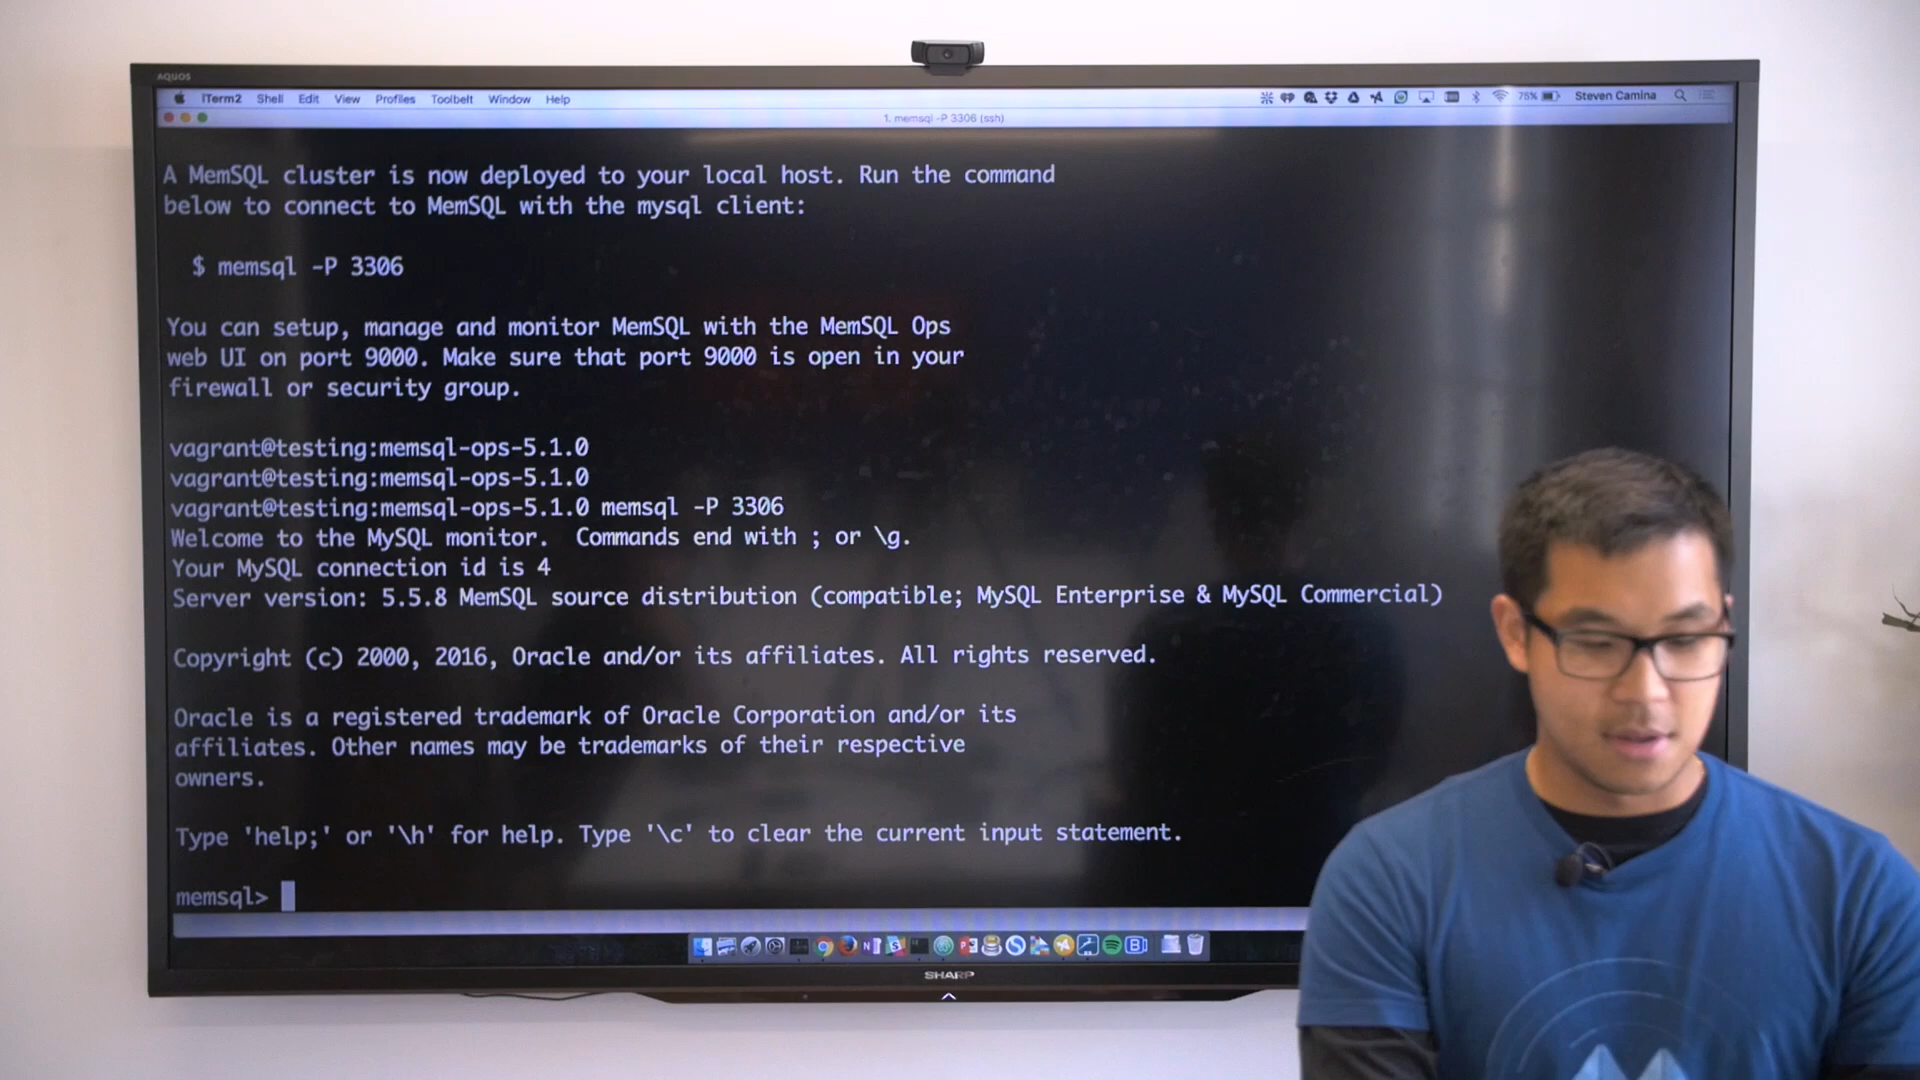 AQUOS
iTerm2 Shell Edit View Profiles Toolbelt Window Help 75% Steven Camina
1. memsql -P 3306 (ssh)
A MemSQL cluster is now deployed to your local host. Run the command
below to connect to MemSQL with the mysql client:
$ memsql -P 3306
You can setup, manage and monitor MemSQL with the MemSQL Ops
web UI on port 9000. Make sure that port 9000 is open in your
firewall or security group.
vagrant@testing:memsql-ops-5.1.0
vagrant@testing:memsql-ops-5.1.0
vagrant@testing:memsql-ops-5.1.0 memsql -P 3306
Welcome to the MySQL monitor.  Commands end with ; or \g.
Your MySQL connection id is 4
Server version: 5.5.8 MemSQL source distribution (compatible; MySQL Enterprise & MySQL Commercial)
Copyright (c) 2000, 2016, Oracle and/or its affiliates. All rights reserved.
Oracle is a registered trademark of Oracle Corporation and/or its
affiliates. Other names may be trademarks of their respective
owners.
Type 'help;' or '\h' for help. Type '\c' to clear the current input statement.
memsql>
SHARP